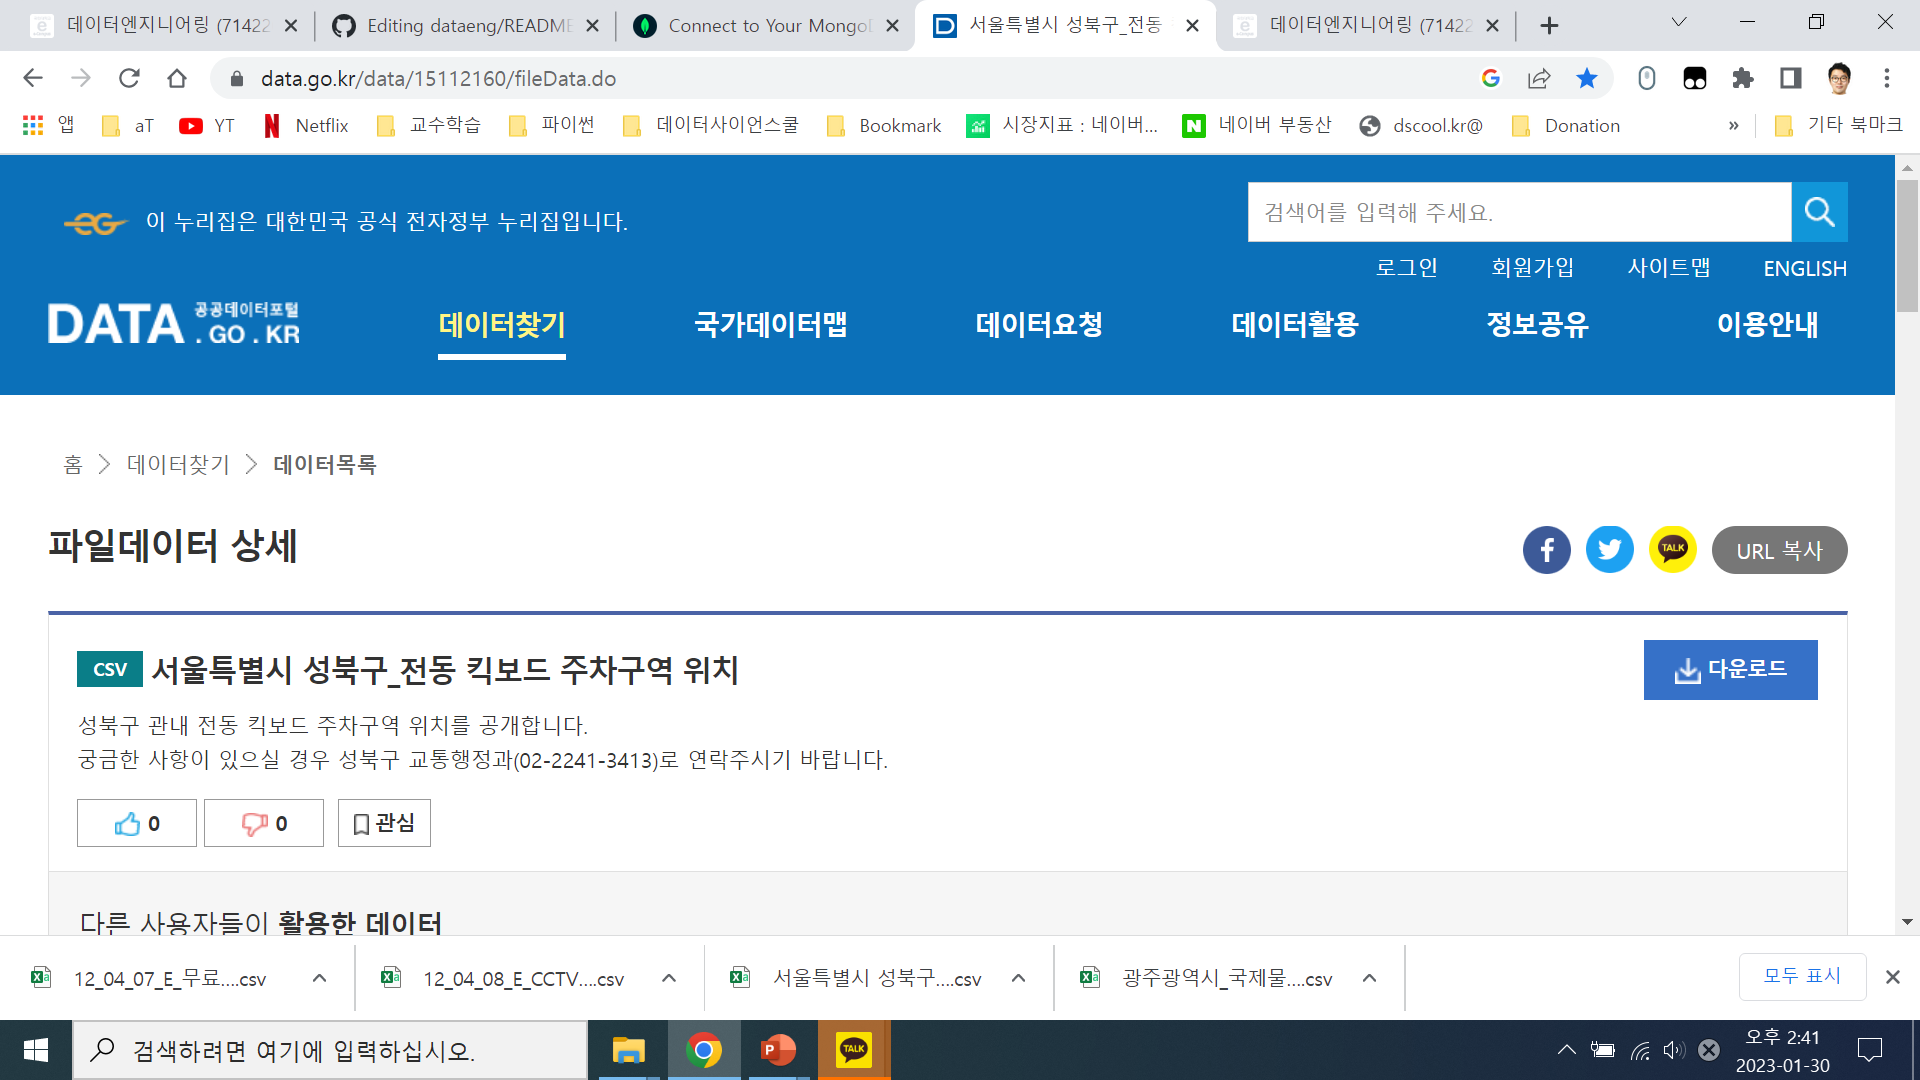 데이터엔지니어링 (71422
Editing dataeng/README
Connect to Your MongoD
서울특별시 성북구_전동
데이터엔지니어링 (71422
data.go.kr/data/15112160/fileData.do
앱
aT
YT
Netflix
교수학습
파이썬
데이터사이언스쿨
Bookmark
시장지표 : 네이버...
네이버 부동산
dscool.kr@
Donation
»
기타 북마크
이 누리집은 대한민국 공식 전자정부 누리집입니다.
검색어를 입력해 주세요.
로그인
회원가입
사이트맵
ENGLISH
DATA 공공데이터포털
.GO.KR
데이터찾기
국가데이터맵
데이터요청
데이터활용
정보공유
이용안내
홈 > 데이터찾기 > 데이터목록
파일데이터 상세
TALK
URL 복사
CSV 서울특별시 성북구_전동 킥보드 주차구역 위치
다운로드
성북구 관내 전동 킥보드 주차구역 위치를 공개합니다.
궁금한 사항이 있으실 경우 성북구 교통행정과(02-2241-3413)로 연락주시기 바랍니다.
0
0
관심
다른 사용자들이 활용한 데이터
12_04_07_E_무료....csv
12_04_08_E_CCTV....csv
서울특별시 성북구....csv
광주광역시_국제물....csv
모두 표시
검색하려면 여기에 입력하십시오.
TALK
오후 2:41
2023-01-30